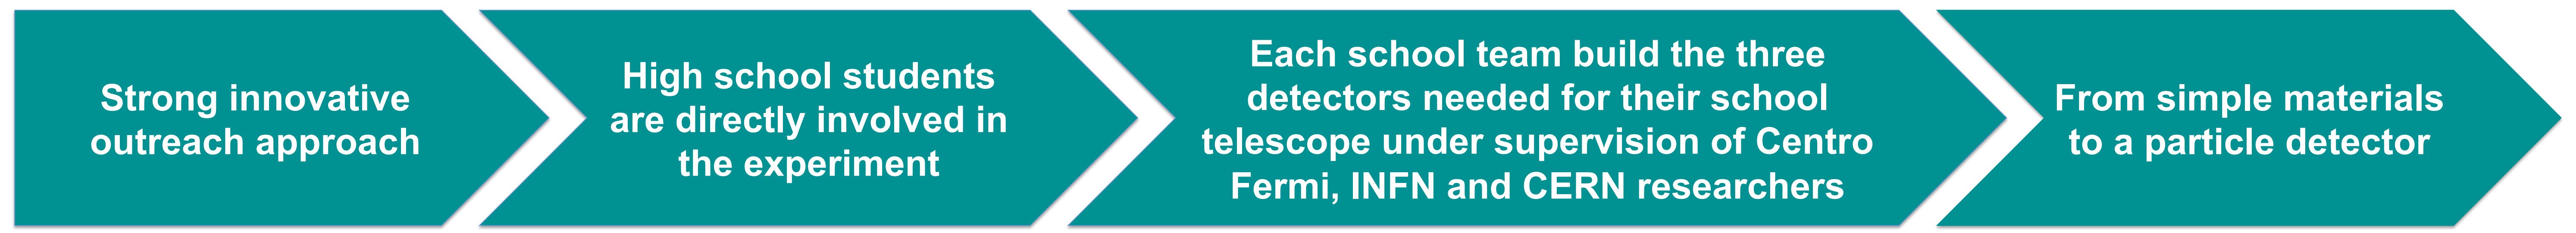 Strong innovative
outreach approach
High school students
are directly involved in
the experiment
Each school team build the three
detectors needed for their school
telescope under supervision of Centro
Fermi, INFN and CERN researchers
From simple materials
to a particle detector